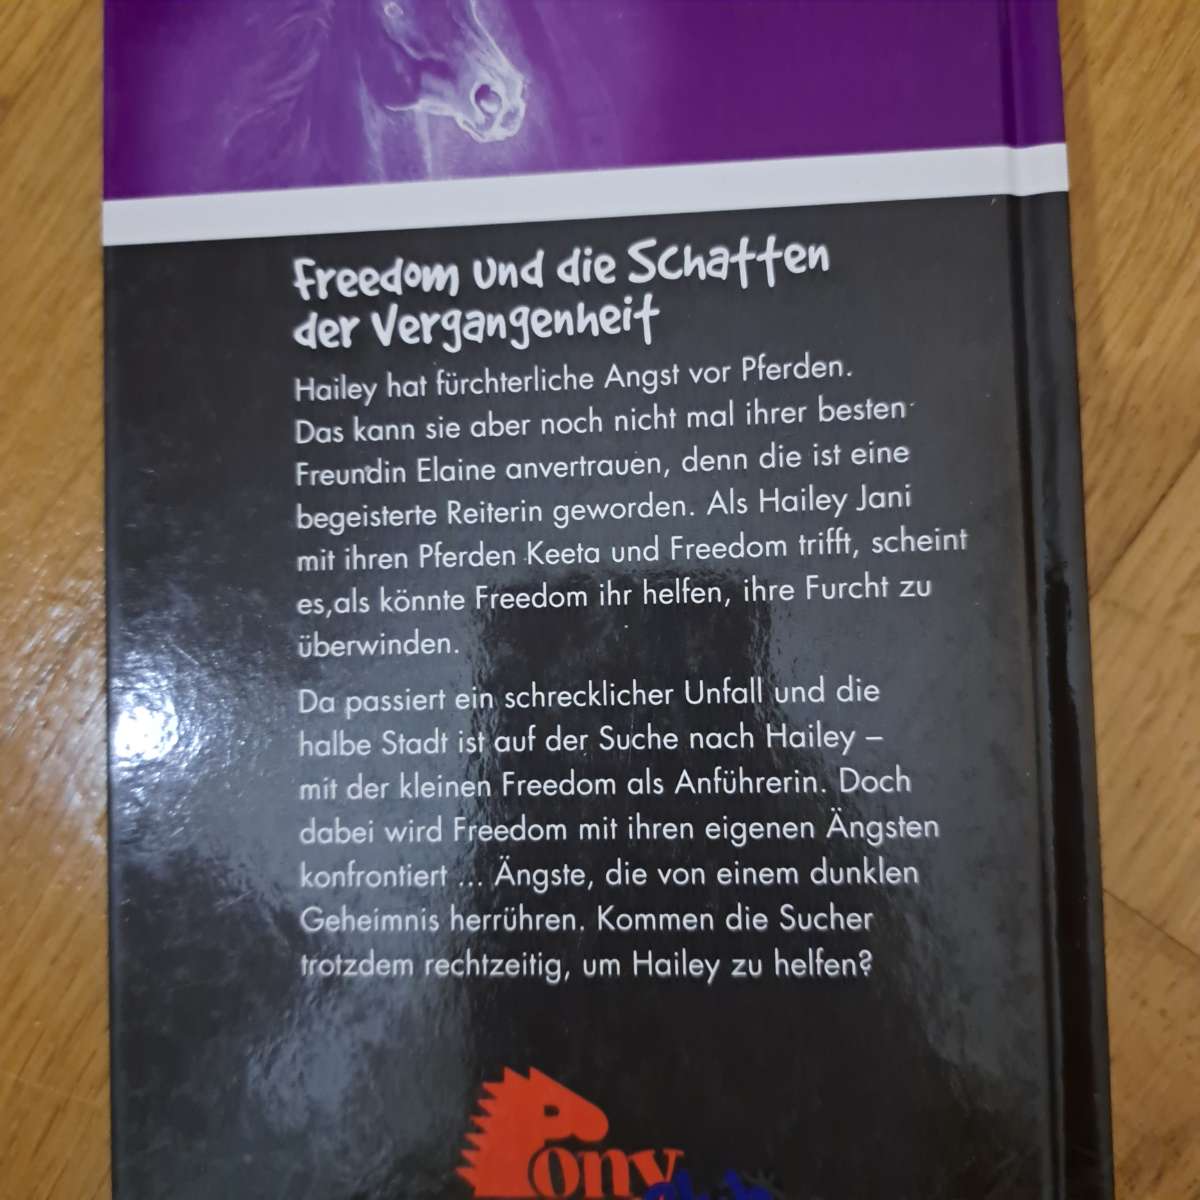 Freedom und die Schatten
der Vergangenheit
Hailey hat fürchterliche Angst vor Pferden.
Das kann sie aber noch nicht mal ihrer besten
Freundin Elaine anvertrauen, denn die ist eine
begeisterte Reiterin geworden. Als Hailey Jani
mit ihren Pferden Keeta und Freedom trifft, scheint
es,als könnte Freedom ihr helfen, ihre Furcht zu
überwinden.
Da passiert ein schrecklicher Unfall und die
halbe Stadt ist auf der Suche nach Hailey –
mit der kleinen Freedom als Anführerin. Doch
dabei wird Freedom mit ihren eigenen Ängsten
konfrontiert ... Ängste, die von einem dunklen
Geheimnis herrühren. Kommen die Sucher
trotzdem rechtzeitig, um Hailey zu helfen?
Pony